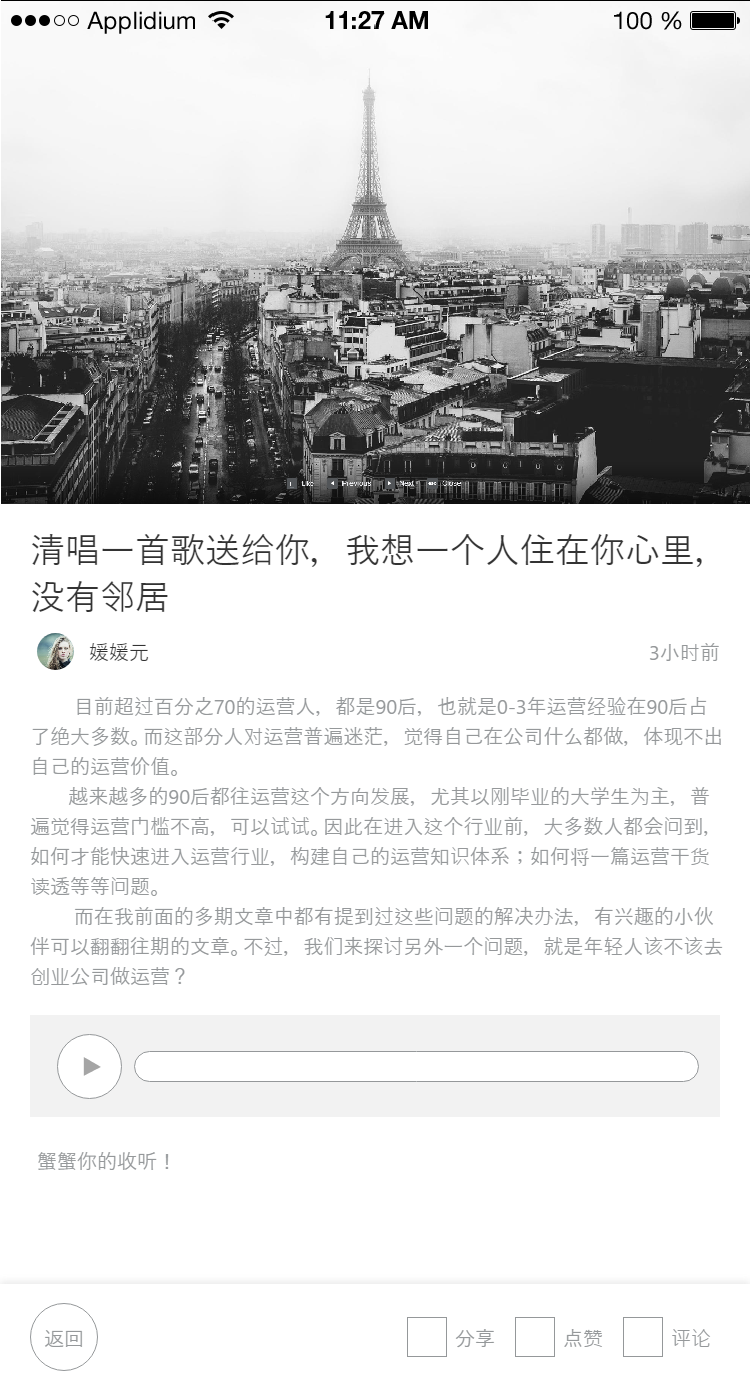 Applidium 11:27 AM 100 %
Like Previous Next Close
清唱一首歌送给你，我想一个人住在你心里，
没有邻居
媛媛元 3小时前
目前超过百分之70的运营人，都是90后，也就是0-3年运营经验在90后占
了绝大多数。而这部分人对运营普遍迷茫，觉得自己在公司什么都做，体现不出
自己的运营价值。
越来越多的90后都往运营这个方向发展，尤其以刚毕业的大学生为主，普
遍觉得运营门槛不高，可以试试。因此在进入这个行业前，大多数人都会问到，
如何才能快速进入运营行业，构建自己的运营知识体系；如何将一篇运营干货
读透等等问题。
而在我前面的多期文章中都有提到过这些问题的解决办法，有兴趣的小伙
伴可以翻翻往期的文章。不过，我们来探讨另外一个问题，就是年轻人该不该去
创业公司做运营？
蟹蟹你的收听！
返回 分享 点赞 评论